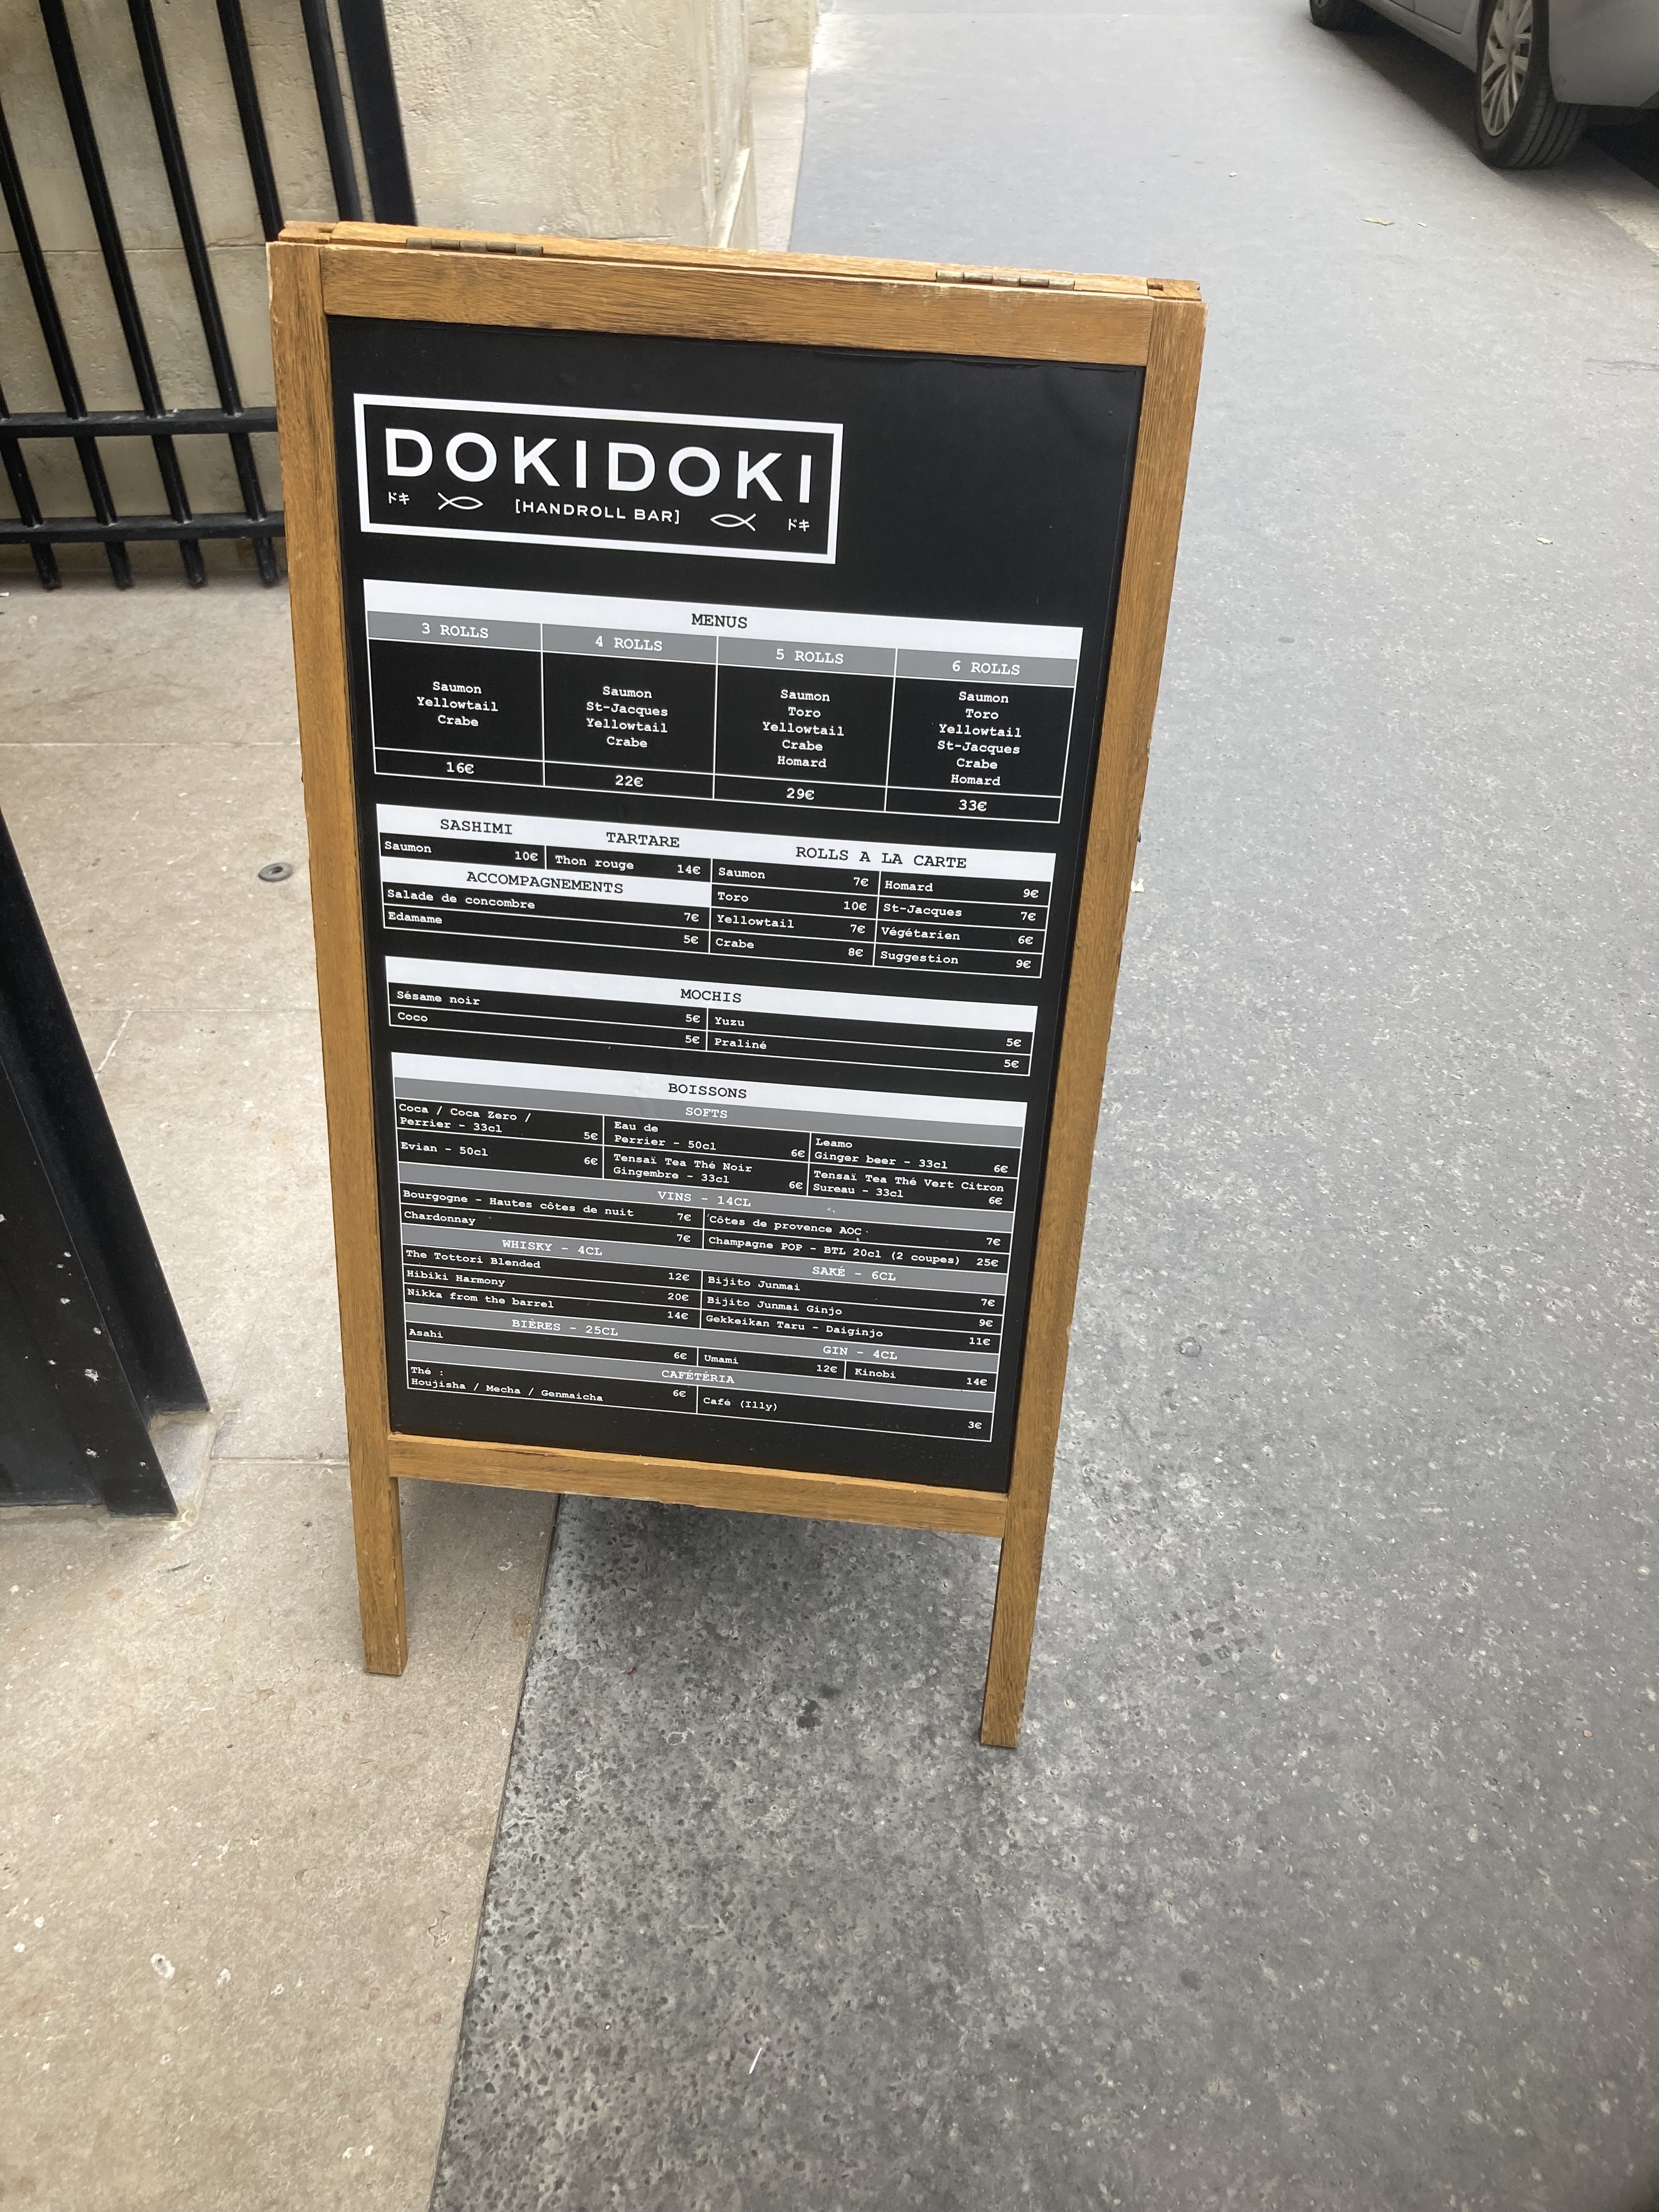 DOKIDOKI
ドキ [HANDROLL BAR] ドキ
MENUS
3 ROLLS 4 ROLLS 5 ROLLS 6 ROLLS
Saumon
Yellowtail
Crabe
16€
Saumon
St-Jacques
Yellowtail
Crabe
22€
Saumon
Toro
Yellowtail
Crabe
Homard
29€
Saumon
Toro
Yellowtail
St-Jacques
Crabe
Homard
33€
SASHIMI
Saumon 10€
TARTARE
Thon rouge 14€
ACCOMPAGNEMENTS
Salade de concombre 7€
Edamame 5€
ROLLS A LA CARTE
Saumon 7€
Toro 10€
Yellowtail 7€
Crabe 8€
Homard 9€
St-Jacques 7€
Végétarien 6€
Suggestion 9€
MOCHIS
Sésame noir 5€
Coco 5€
Yuzu 5€
Praliné 5€
BOISSONS
SOFTS
Coca / Coca Zero /
Perrier - 33cl 5€
Evian - 50cl 6€
Eau de
Perrier - 50cl 6€
Tensaï Tea Thé Noir
Gingembre - 33cl 6€
Leamo
Ginger beer - 33cl 6€
Tensaï Tea Thé Vert Citron
Sureau - 33cl 6€
VINS - 14CL
Bourgogne - Hautes côtes de nuit 7€
Chardonnay 7€
Côtes de provence AOC 7€
Champagne POP - BTL 20cl (2 coupes) 25€
WHISKY - 4CL
The Tottori Blended 12€
Hibiki Harmony 20€
Nikka from the barrel 14€
SAKÉ - 6CL
Bijito Junmai 7€
Bijito Junmai Ginjo 9€
Gekkeikan Taru - Daiginjo 11€
BIÈRES - 25CL
Asahi 6€
GIN - 4CL
Umami 12€
Kinobi 14€
CAFÉTÉRIA
Thé :
Houjisha / Mecha / Genmaicha 6€
Café (Illy) 3€